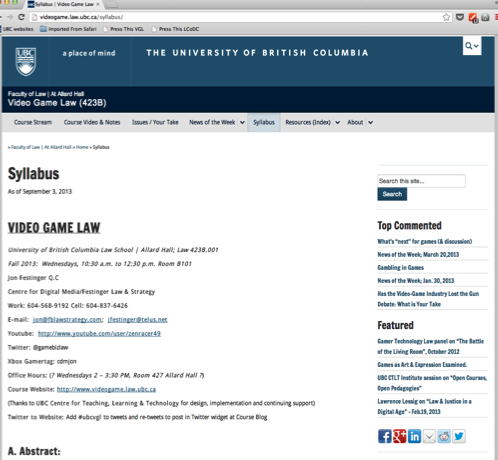 Syllabus | Video Game Law
videogame.law.ubc.ca/syllabus/
UBC websites Imported From Safari Press This VGL Press This LCoDC
UBC
a place of mind
THE UNIVERSITY OF BRITISH COLUMBIA
Faculty of Law | At Allard Hall
Video Game Law (423B)
Course Stream Course Video & Notes Issues / Your Take News of the Week Syllabus Resources (Index) About
» Faculty of Law | At Allard Hall » Home » Syllabus
Syllabus
As of September 3, 2013
VIDEO GAME LAW
University of British Columbia Law School | Allard Hall; Law 423B.001
Fall 2013: Wednesdays, 10:30 a.m. to 12:30 p.m. Room B101
Jon Festinger Q.C
Centre for Digital Media/Festinger Law & Strategy
Work: 604-568-9192 Cell: 604-837-6426
E-mail: jon@fblawstrategy.com; jfestinger@telus.net
Youtube: http://www.youtube.com/user/zenracer49
Twitter: @gamebizlaw
Xbox Gamertag: cdmjon
Office Hours: (? Wednesdays 2 – 3:30 PM, Room 427 Allard Hall ?)
Course Website: http://www.videogame.law.ubc.ca
(Thanks to UBC Centre for Teaching, Learning & Technology for design, implementation and continuing support)
Twitter to Website: Add #ubcvgl to tweets and re-tweets to post in Twitter widget at Course Blog
A. Abstract:
Search this site...
Search
Top Commented
What's "next" for games (& discussion)
News of the Week; March 20,2013
Gambling in Games
News of the Week; Jan. 30, 2013
Has the Video-Game Industry Lost the Gun
Debate: What is Your Take
Featured
Gamer Technology Law panel on "The Battle
of the Living Room", October 2012
Games as Art & Expression Examined.
UBC CTLT Institute session on "Open Courses,
Open Pedagogies"
Lawrence Lessig on "Law & Justice in a
Digital Age" – Feb.19, 2013